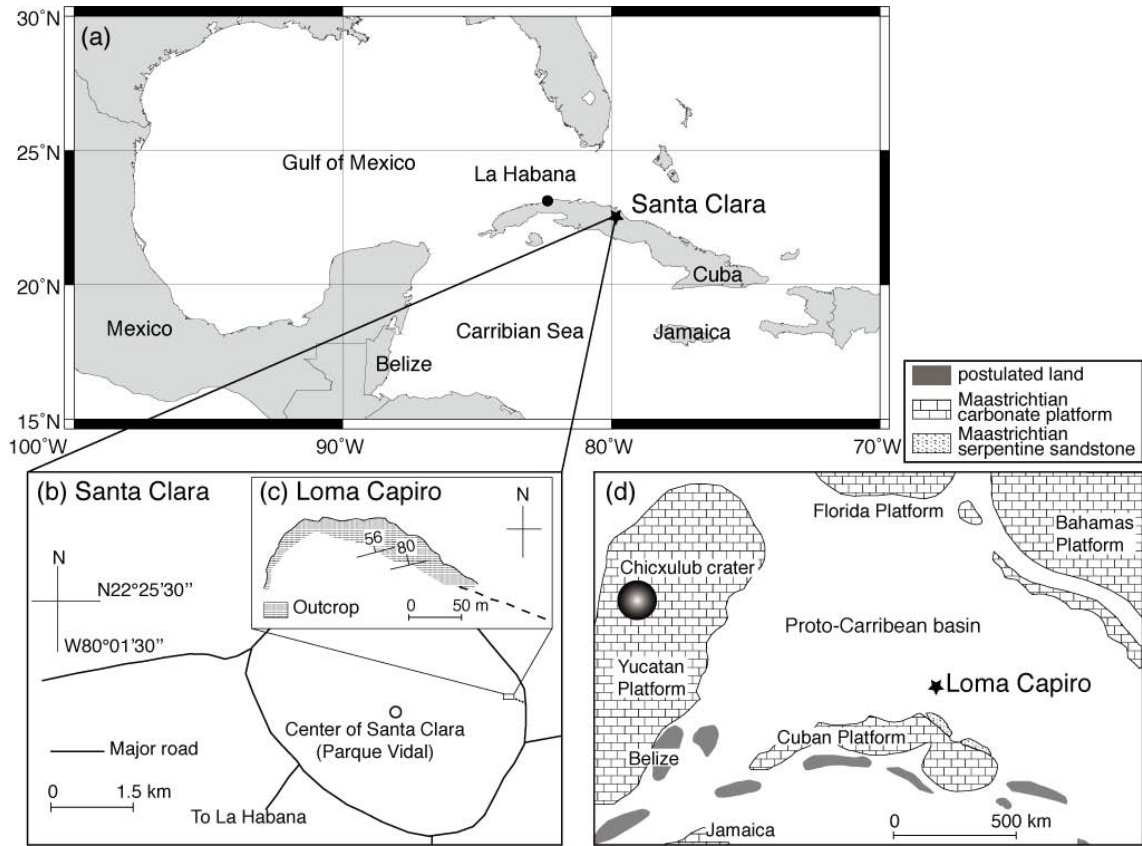 30˚N
(a)
25˚N
Gulf of Mexico
La Habana
Santa Clara
Cuba
20˚N
Mexico
Carribian Sea
Jamaica
Belize
15˚N
100˚W
90˚W
80˚W
70˚W
postulated land
Maastrichtian
carbonate platform
Maastrichtian
serpentine sandstone
(b) Santa Clara
N
N22°25'30”
W80°01'30”
Center of Santa Clara
(Parque Vidal)
Major road
0 1.5 km
To La Habana
(c) Loma Capiro
N
56
80
Outcrop
0 50 m
(d)
Florida Platform
Bahamas
Platform
Chicxulub crater
Proto-Carribean basin
Yucatan
Platform
Loma Capiro
Cuban Platform
Belize
Jamaica
0 500 km